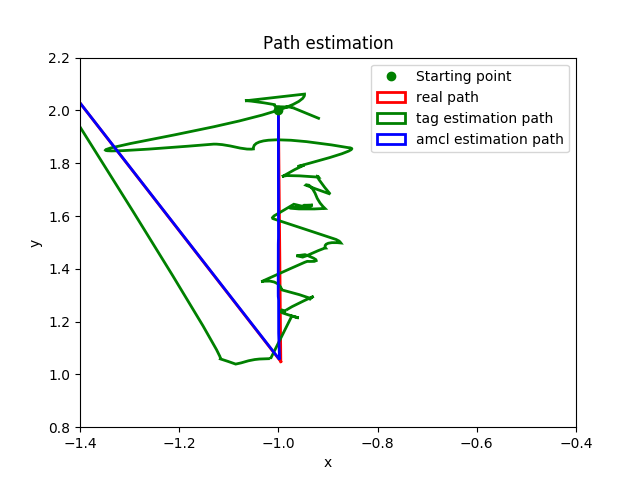 Path estimation
Starting point
real path
tag estimation path
amcl estimation path
2.2
2.0
1.8
1.6
1.4
1.2
1.0
0.8
y
−1.4
−1.2
−1.0
−0.8
−0.6
−0.4
x